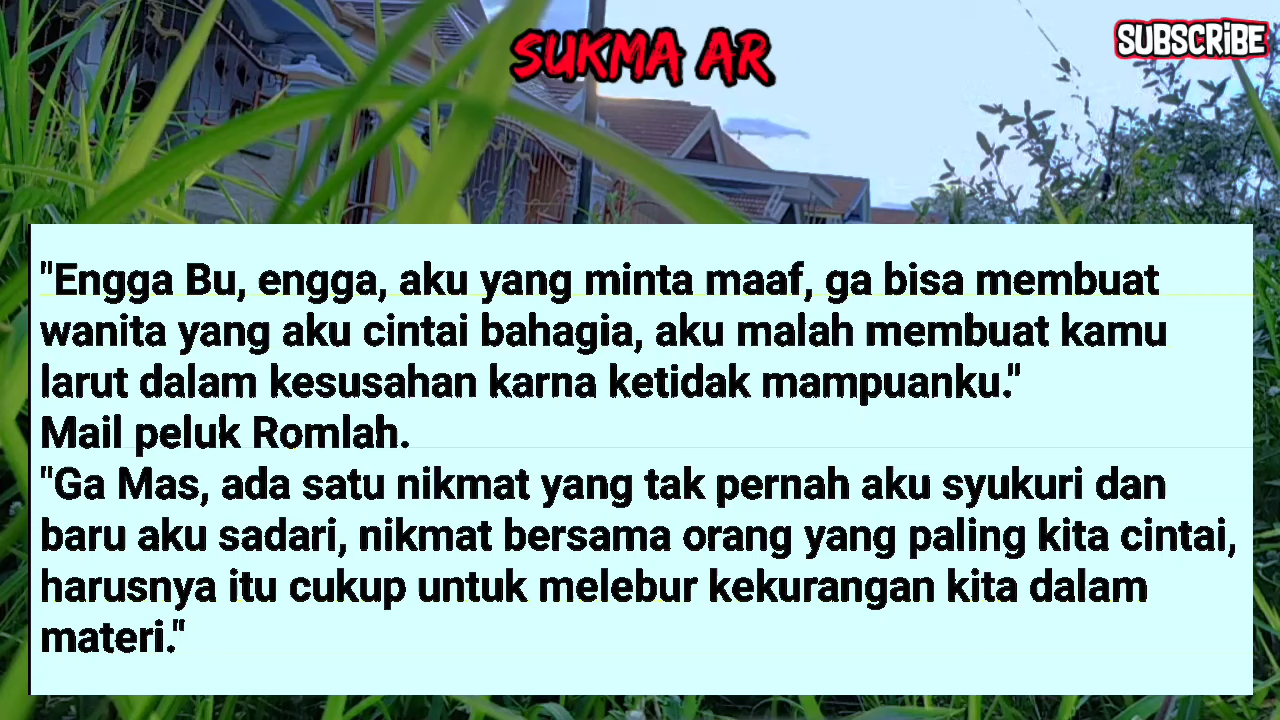 SUKMA AR
SUBSCRiBE
"Engga Bu, engga, aku yang minta maaf, ga bisa membuat
wanita yang aku cintai bahagia, aku malah membuat kamu
larut dalam kesusahan karna ketidak mampuanku."
Mail peluk Romlah.
"Ga Mas, ada satu nikmat yang tak pernah aku syukuri dan
baru aku sadari, nikmat bersama orang yang paling kita cintai,
harusnya itu cukup untuk melebur kekurangan kita dalam
materi."